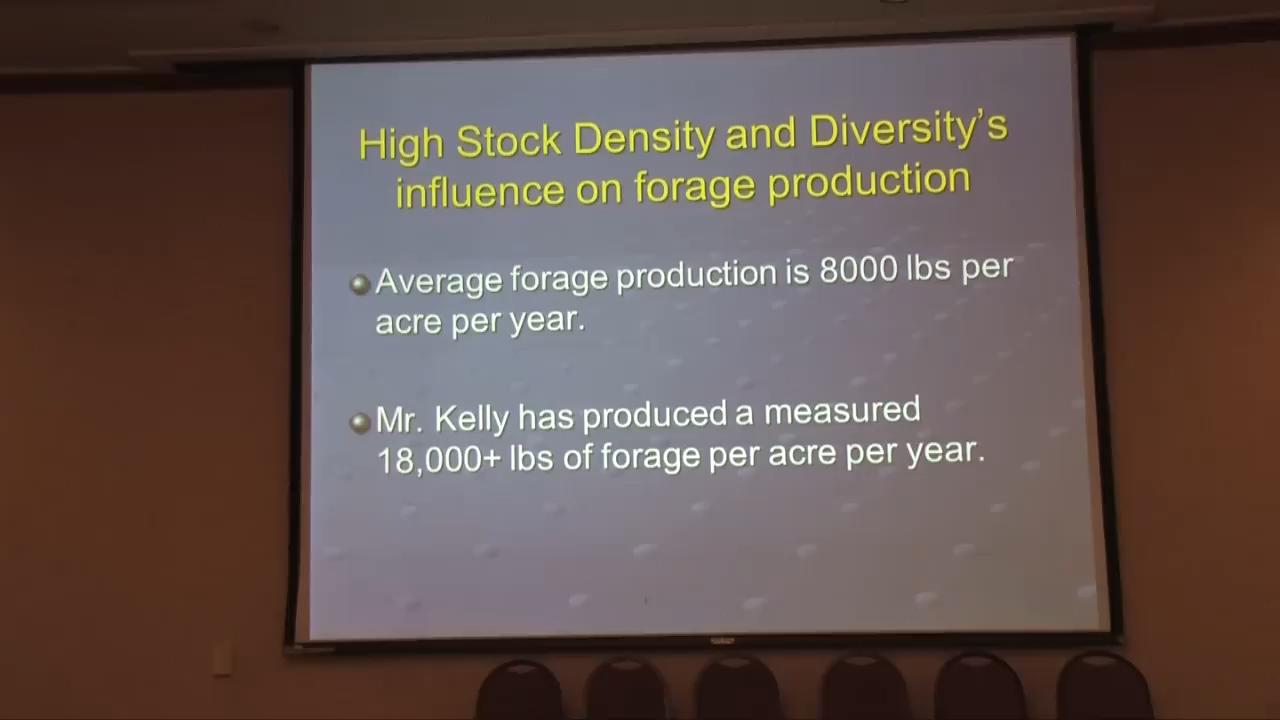 High Stock Density and Diversity's
influence on forage production
Average forage production is 8000 lbs per
acre per year.
Mr. Kelly has produced a measured
18,000+ lbs of forage per acre per year.